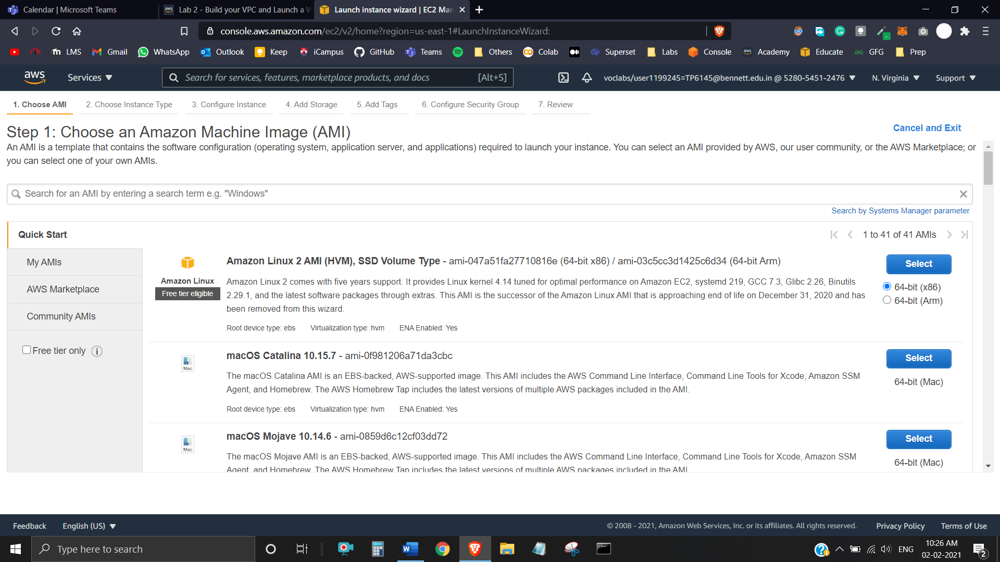 Calendar | Microsoft Teams
Lab 2 - Build your VPC and Launch a W
Launch instance wizard | EC2 Man
console.aws.amazon.com/ec2/v2/home?region=us-east-1#LaunchInstanceWizard:
LMS
Gmail
WhatsApp
Outlook
Keep
iCampus
GitHub
Teams
Others
Colab
Superset
Labs
Console
Academy
Educate
GFG
Prep
aws
Services
Search for services, features, marketplace products, and docs
[Alt+S]
voclabs/user1199245=TP6145@bennett.edu.in @ 5280-5451-2476
N. Virginia
Support
1. Choose AMI
2. Choose Instance Type
3. Configure Instance
4. Add Storage
5. Add Tags
6. Configure Security Group
7. Review
Step 1: Choose an Amazon Machine Image (AMI)
Cancel and Exit
An AMI is a template that contains the software configuration (operating system, application server, and applications) required to launch your instance. You can select an AMI provided by AWS, our user community, or the AWS Marketplace; or
you can select one of your own AMIs.
Search for an AMI by entering a search term e.g. "Windows"
Search by Systems Manager parameter
Quick Start
1 to 41 of 41 AMIs
My AMIs
AWS Marketplace
Community AMIs
Free tier only
Amazon Linux
Free tier eligible
Amazon Linux 2 AMI (HVM), SSD Volume Type - ami-047a51fa27710816e (64-bit x86) / ami-03c5cc3d1425c6d34 (64-bit Arm)
Amazon Linux 2 comes with five years support. It provides Linux kernel 4.14 tuned for optimal performance on Amazon EC2, systemd 219, GCC 7.3, Glibc 2.26, Binutils
2.29.1, and the latest software packages through extras. This AMI is the successor of the Amazon Linux AMI that is approaching end of life on December 31, 2020 and has
been removed from this wizard.
Root device type: ebs
Virtualization type: hvm
ENA Enabled: Yes
Select
64-bit (x86)
64-bit (Arm)
Mac
macOS Catalina 10.15.7 - ami-0f981206a71da3cbc
The macOS Catalina AMI is an EBS-backed, AWS-supported image. This AMI includes the AWS Command Line Interface, Command Line Tools for Xcode, Amazon SSM
Agent, and Homebrew. The AWS Homebrew Tap includes the latest versions of multiple AWS packages included in the AMI.
Root device type: ebs
Virtualization type: hvm
ENA Enabled: Yes
Select
64-bit (Mac)
Mac
macOS Mojave 10.14.6 - ami-0859d6c12cf03dd72
The macOS Mojave AMI is an EBS-backed, AWS-supported image. This AMI includes the AWS Command Line Interface, Command Line Tools for Xcode, Amazon SSM
Agent, and Homebrew. The AWS Homebrew Tap includes the latest versions of multiple AWS packages included in the AMI.
Select
64-bit (Mac)
Feedback
English (US)
© 2008 - 2021, Amazon Web Services, Inc. or its affiliates. All rights reserved.
Privacy Policy
Terms of Use
Type here to search
ENG
10:26 AM
02-02-2021
2